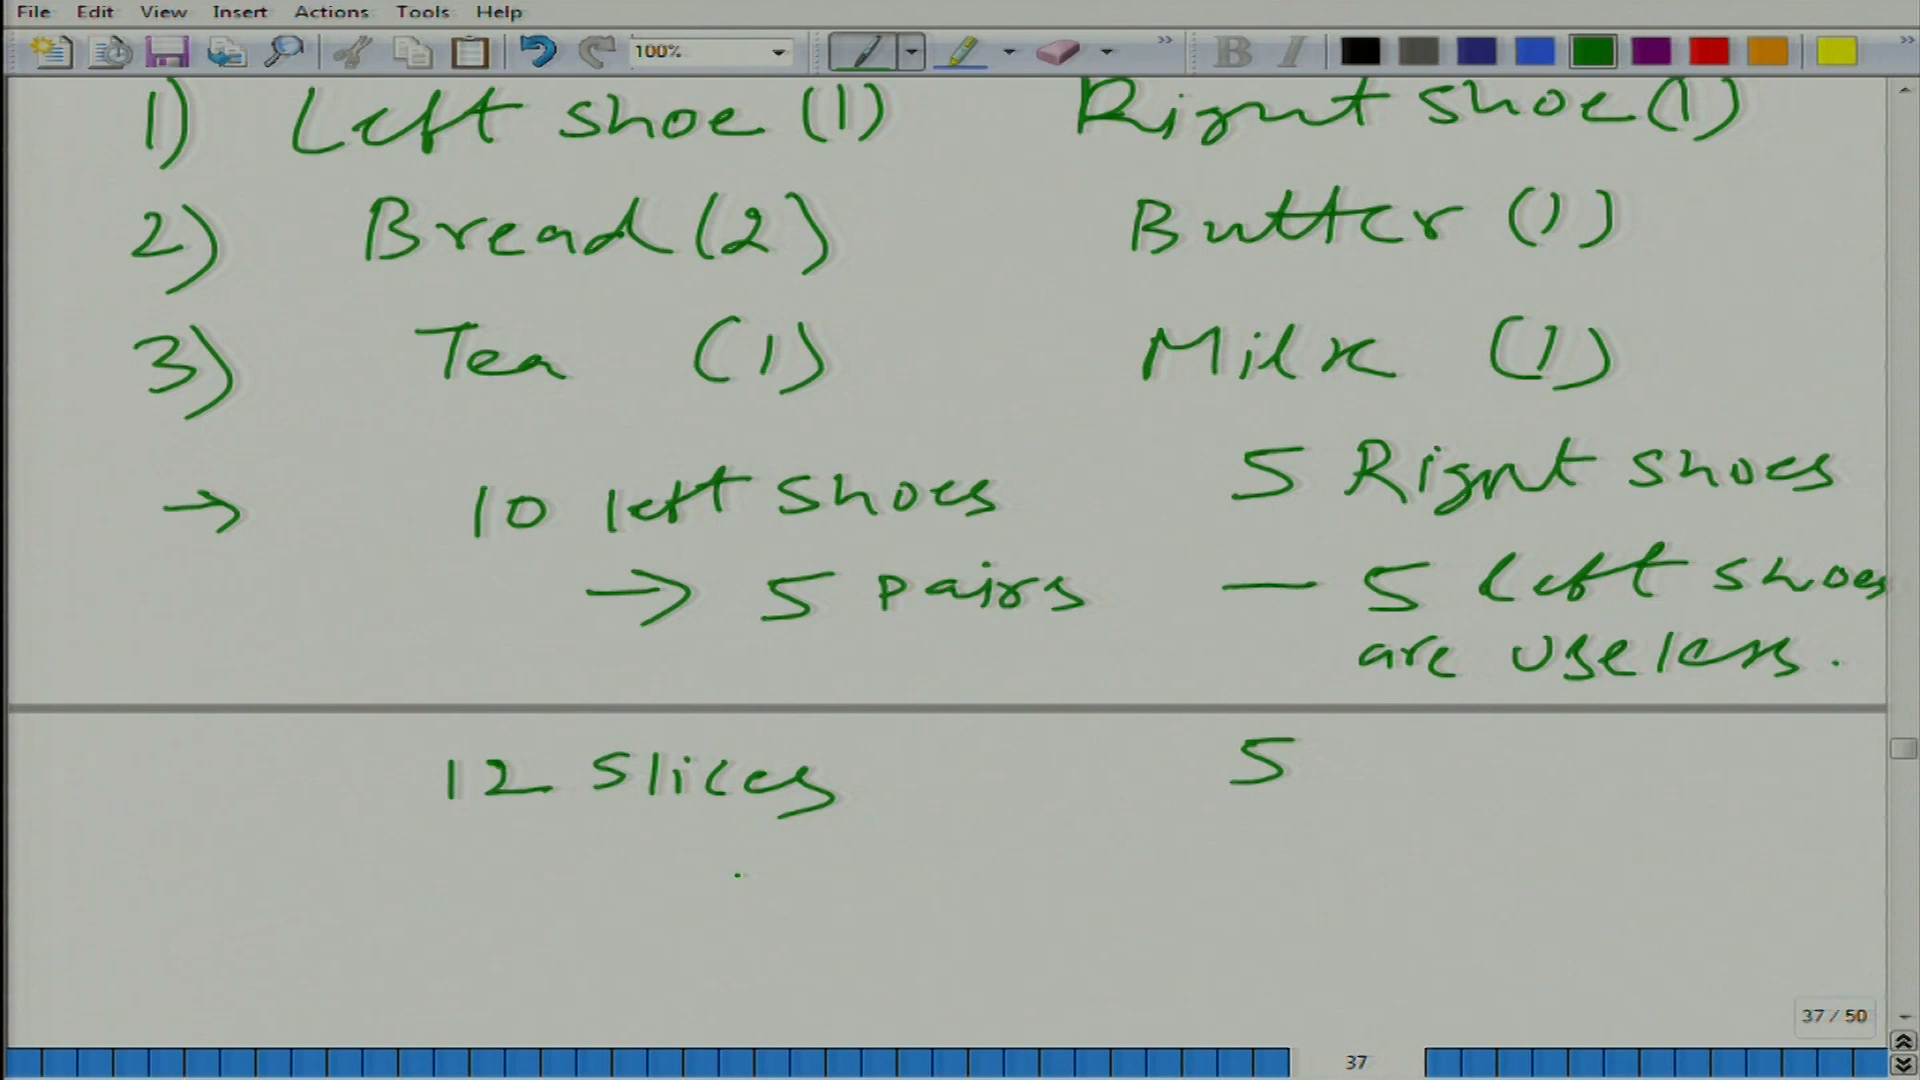 File Edit View Insert Actions Tools Help
100% B I
1) Left shoe (1) Right shoe (1)
2) Bread (2) Butter (1)
3) Tea (1) Milk (1)
→ 10 left shoes 5 Right shoes
→ 5 pairs — 5 left shoes
are useless.
12 slices 5
37 / 50
37